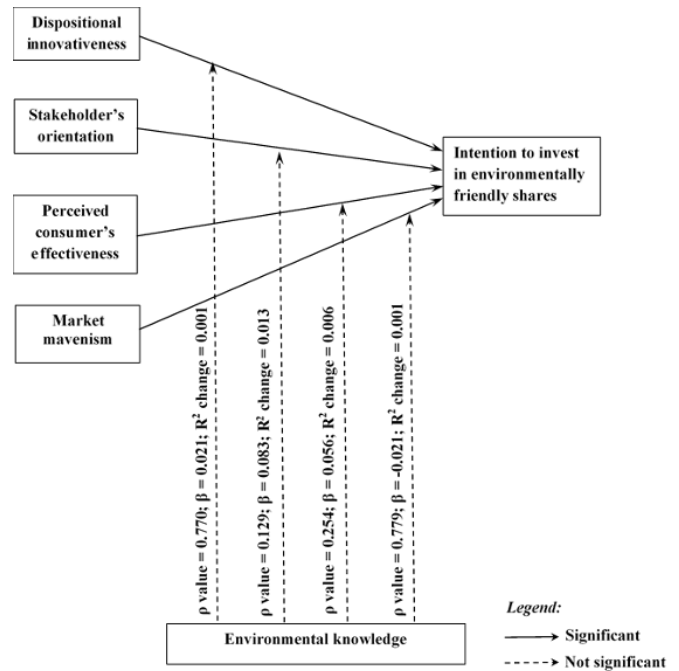 Dispositional
innovativeness
Stakeholder's
orientation
Perceived
consumer's
effectiveness
Market
mavenism
Intention to invest
in environmentally
friendly shares
ρ value = 0.770; β = 0.021; R² change = 0.001
ρ value = 0.129; β = 0.083; R² change = 0.013
ρ value = 0.254; β = 0.056; R² change = 0.006
ρ value = 0.779; β = -0.021; R² change = 0.001
Environmental knowledge
Legend:
Significant
Not significant